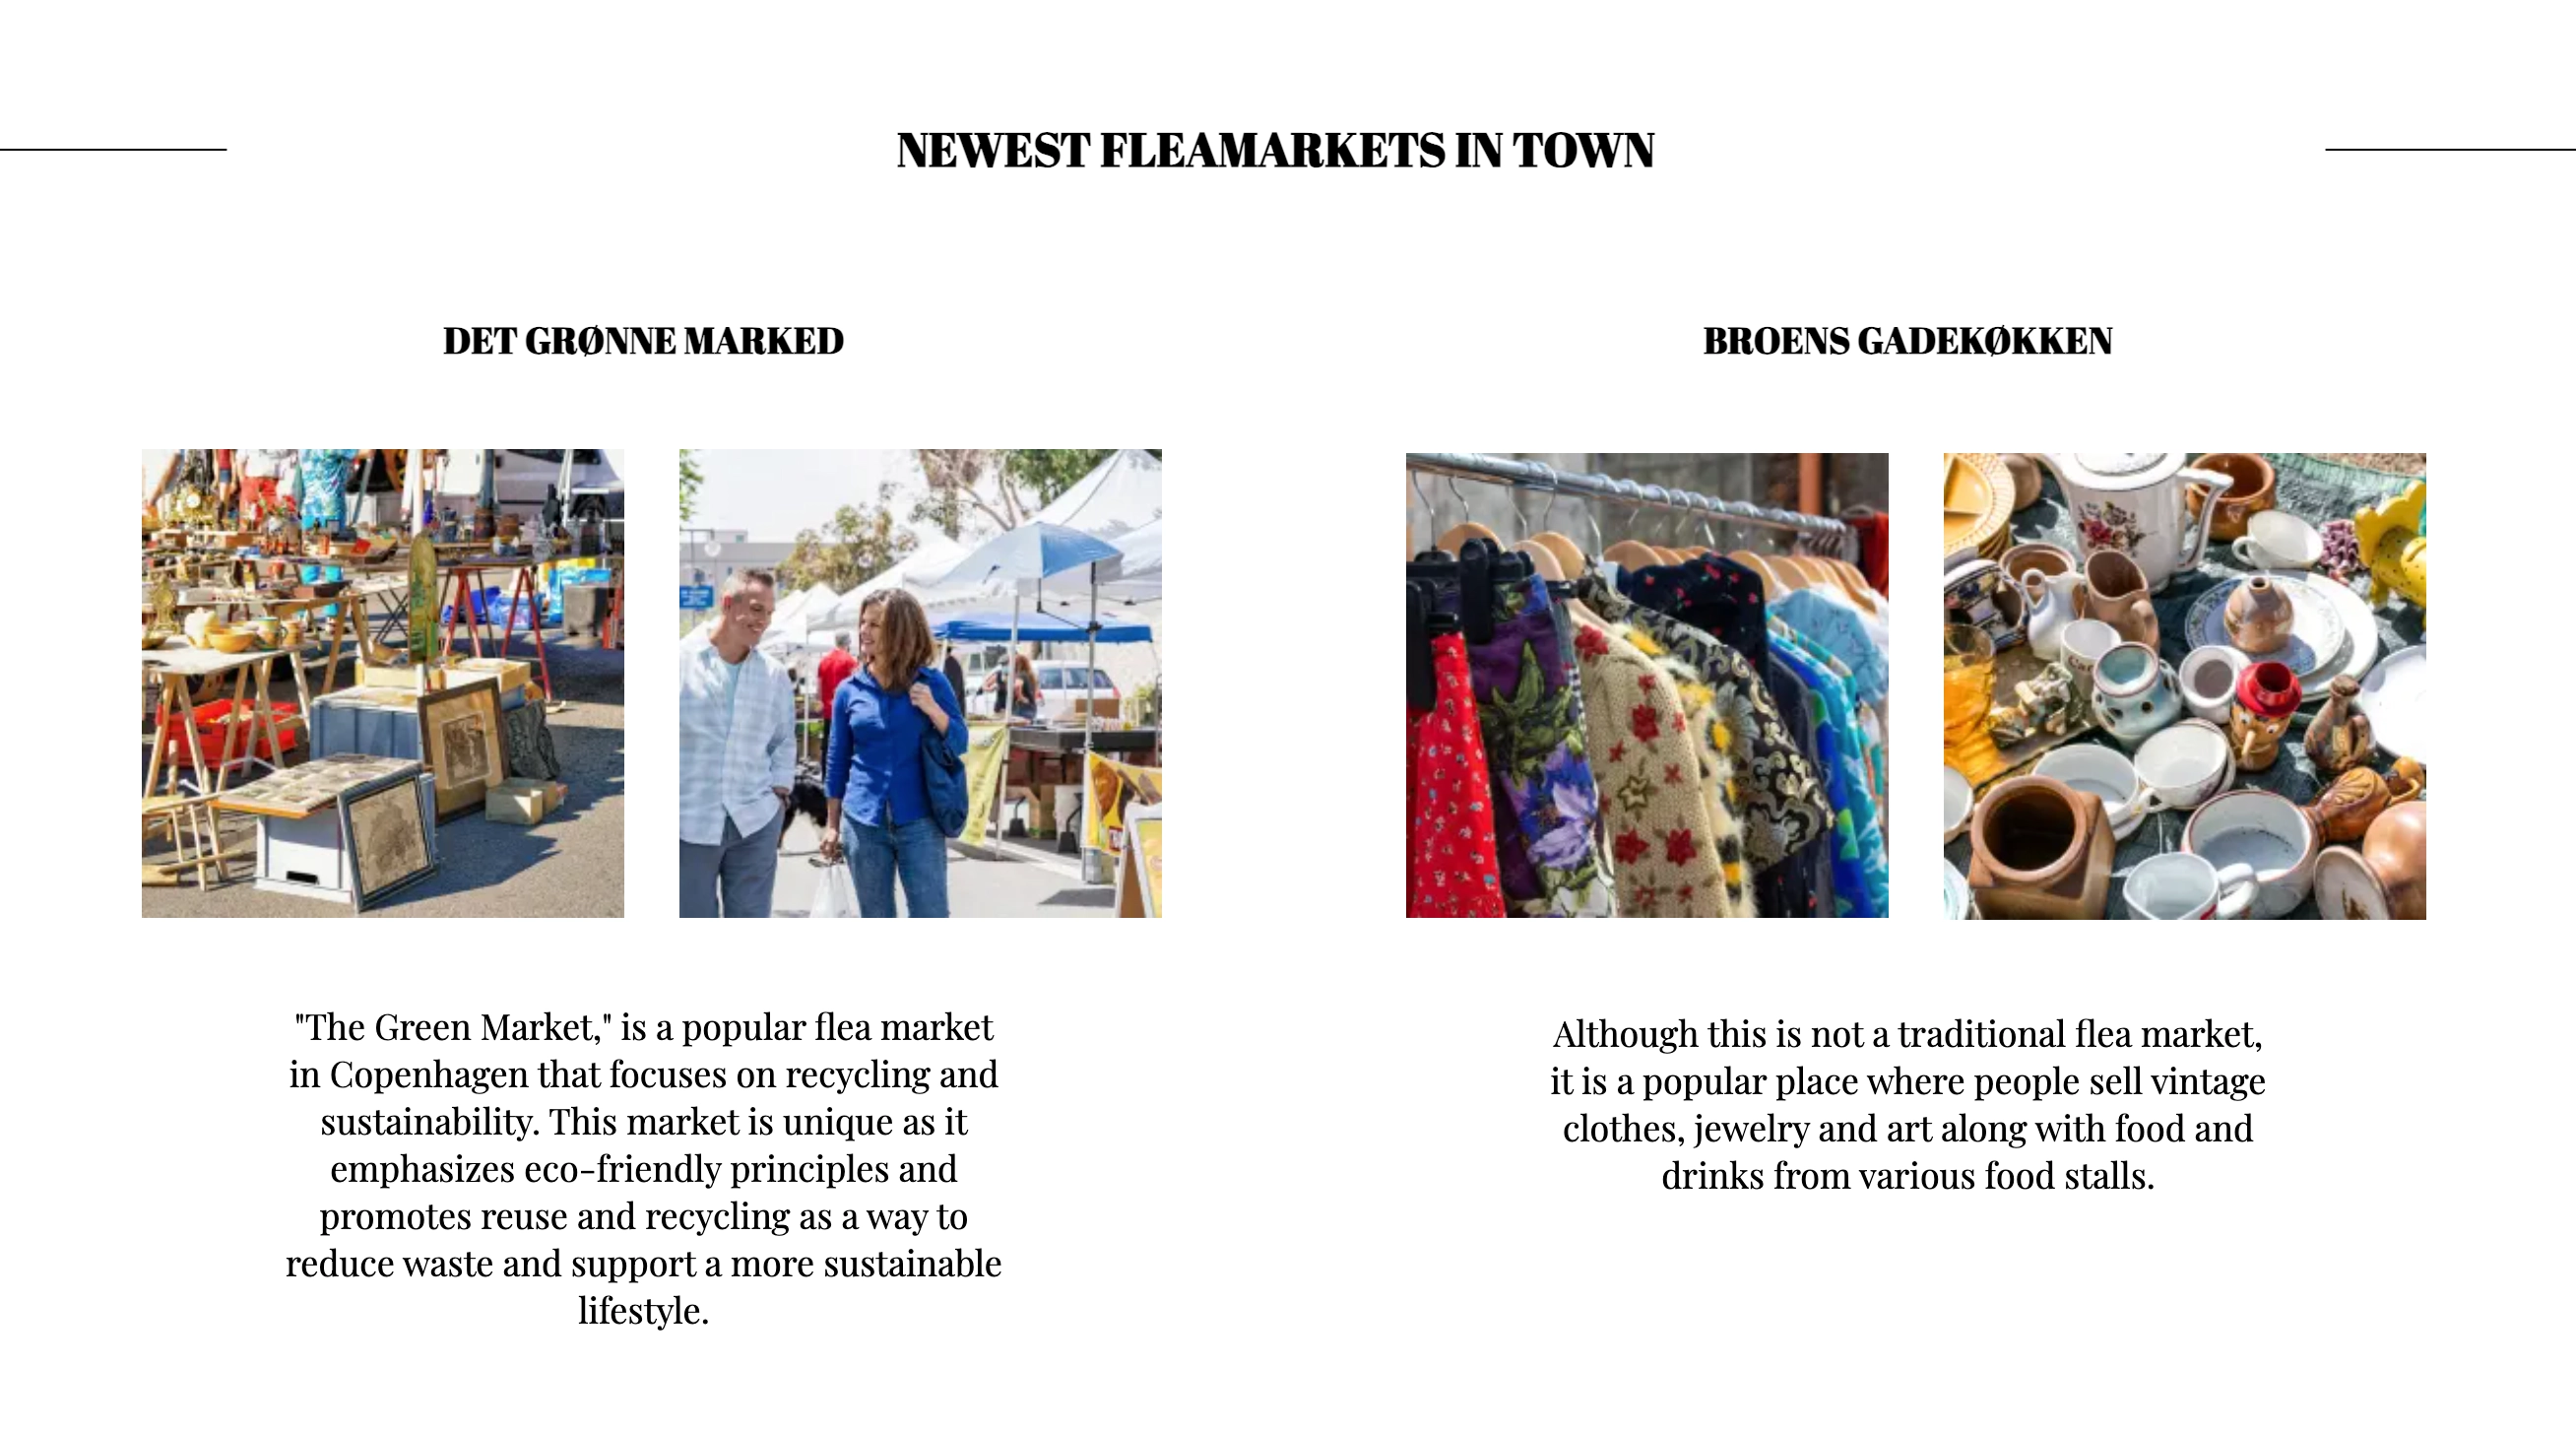 NEWEST FLEAMARKETS IN TOWN
DET GRØNNE MARKED
"The Green Market," is a popular flea market
in Copenhagen that focuses on recycling and
sustainability. This market is unique as it
emphasizes eco-friendly principles and
promotes reuse and recycling as a way to
reduce waste and support a more sustainable
lifestyle.
BROENS GADEKØKKEN
Although this is not a traditional flea market,
it is a popular place where people sell vintage
clothes, jewelry and art along with food and
drinks from various food stalls.